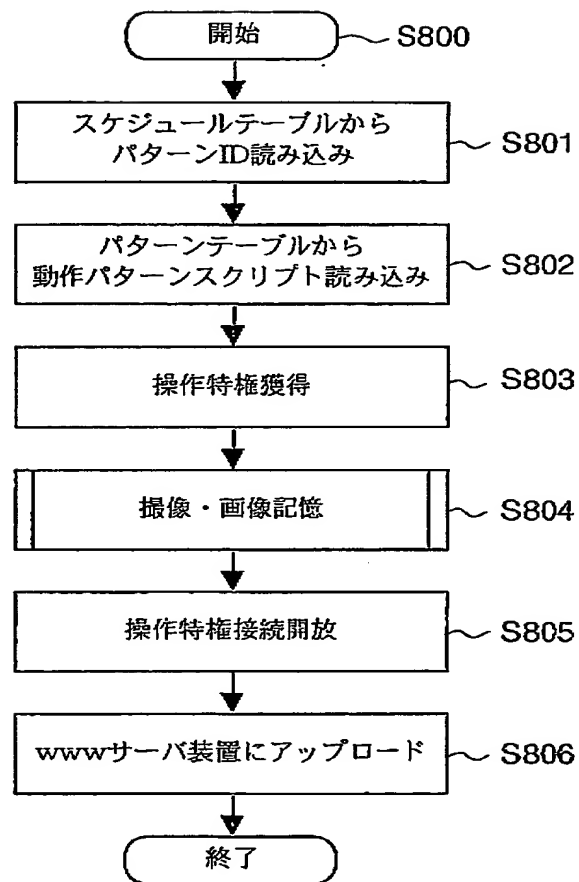 開始
S800
スケジュールテーブルから
パターンID読み込み
S801
パターンテーブルから
動作パターンスクリプト読み込み
S802
操作特権獲得
S803
撮像・画像記憶
S804
操作特権接続開放
S805
wwwサーバ装置にアップロード
S806
終了